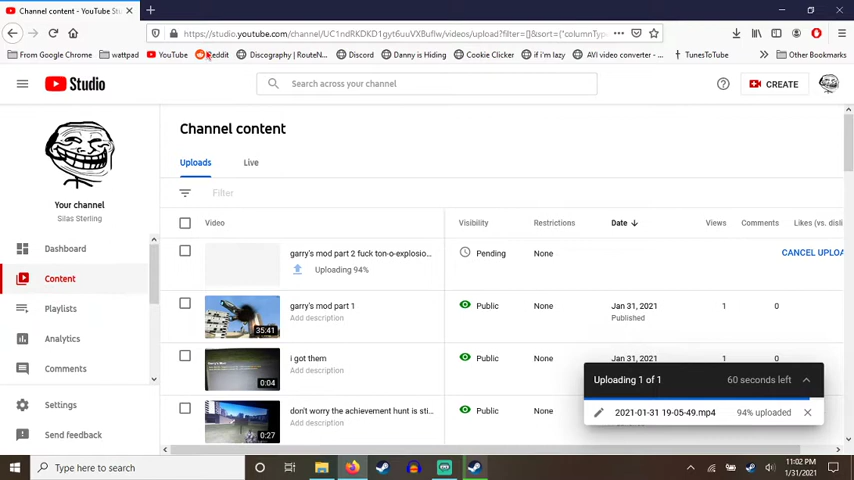 Channel content - YouTube Studio
https://studio.youtube.com/channel/UC1ndRKDKD1gyt6uuVXBufIw/videos/upload?filter=[]&sort={"columnTyp
From Google Chrome wattpad YouTube Reddit Discography | RouteN... Discord Danny is Hiding Cookie Clicker if i'm lazy AVI video converter -... TunesToTube Other Bookmarks
Studio
Search across your channel
CREATE
Channel content
Uploads Live
Filter
Your channel
Silas Sterling
Dashboard
Content
Playlists
Analytics
Comments
Settings
Send feedback
Video Visibility Restrictions Date Views Comments Likes (vs. disli
garry's mod part 2 fuck ton-o-explosio... Pending None CANCEL UPLOA
Uploading 94%
garry's mod part 1 Public None Jan 31, 2021 1 0
Add description Published
35:41
i got them Public None Jan 31, 2021 1 0
Add description
0:04
don't worry the achievement hunt is sti... Public None
Add description
0:27
Uploading 1 of 1 60 seconds left
2021-01-31 19-05-49.mp4 94% uploaded
Type here to search
11:02 PM
1/31/2021